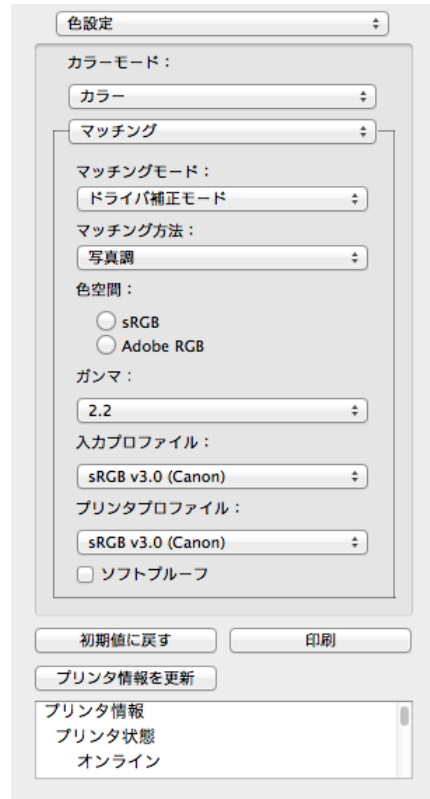 色設定
カラーモード：
カラー
マッチング
マッチングモード：
ドライバ補正モード
マッチング方法：
写真調
色空間：
sRGB
Adobe RGB
ガンマ：
2.2
入力プロファイル：
sRGB v3.0 (Canon)
プリンタプロファイル：
sRGB v3.0 (Canon)
ソフトプルーフ
初期値に戻す 印刷
プリンタ情報を更新
プリンタ情報
プリンタ状態
オンライン